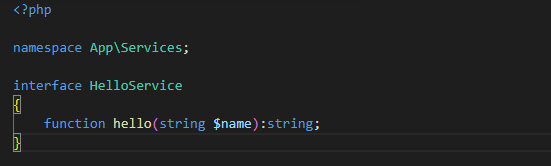 <?php
namespace App\Services;
interface HelloService
{
    function hello(string $name):string;
}